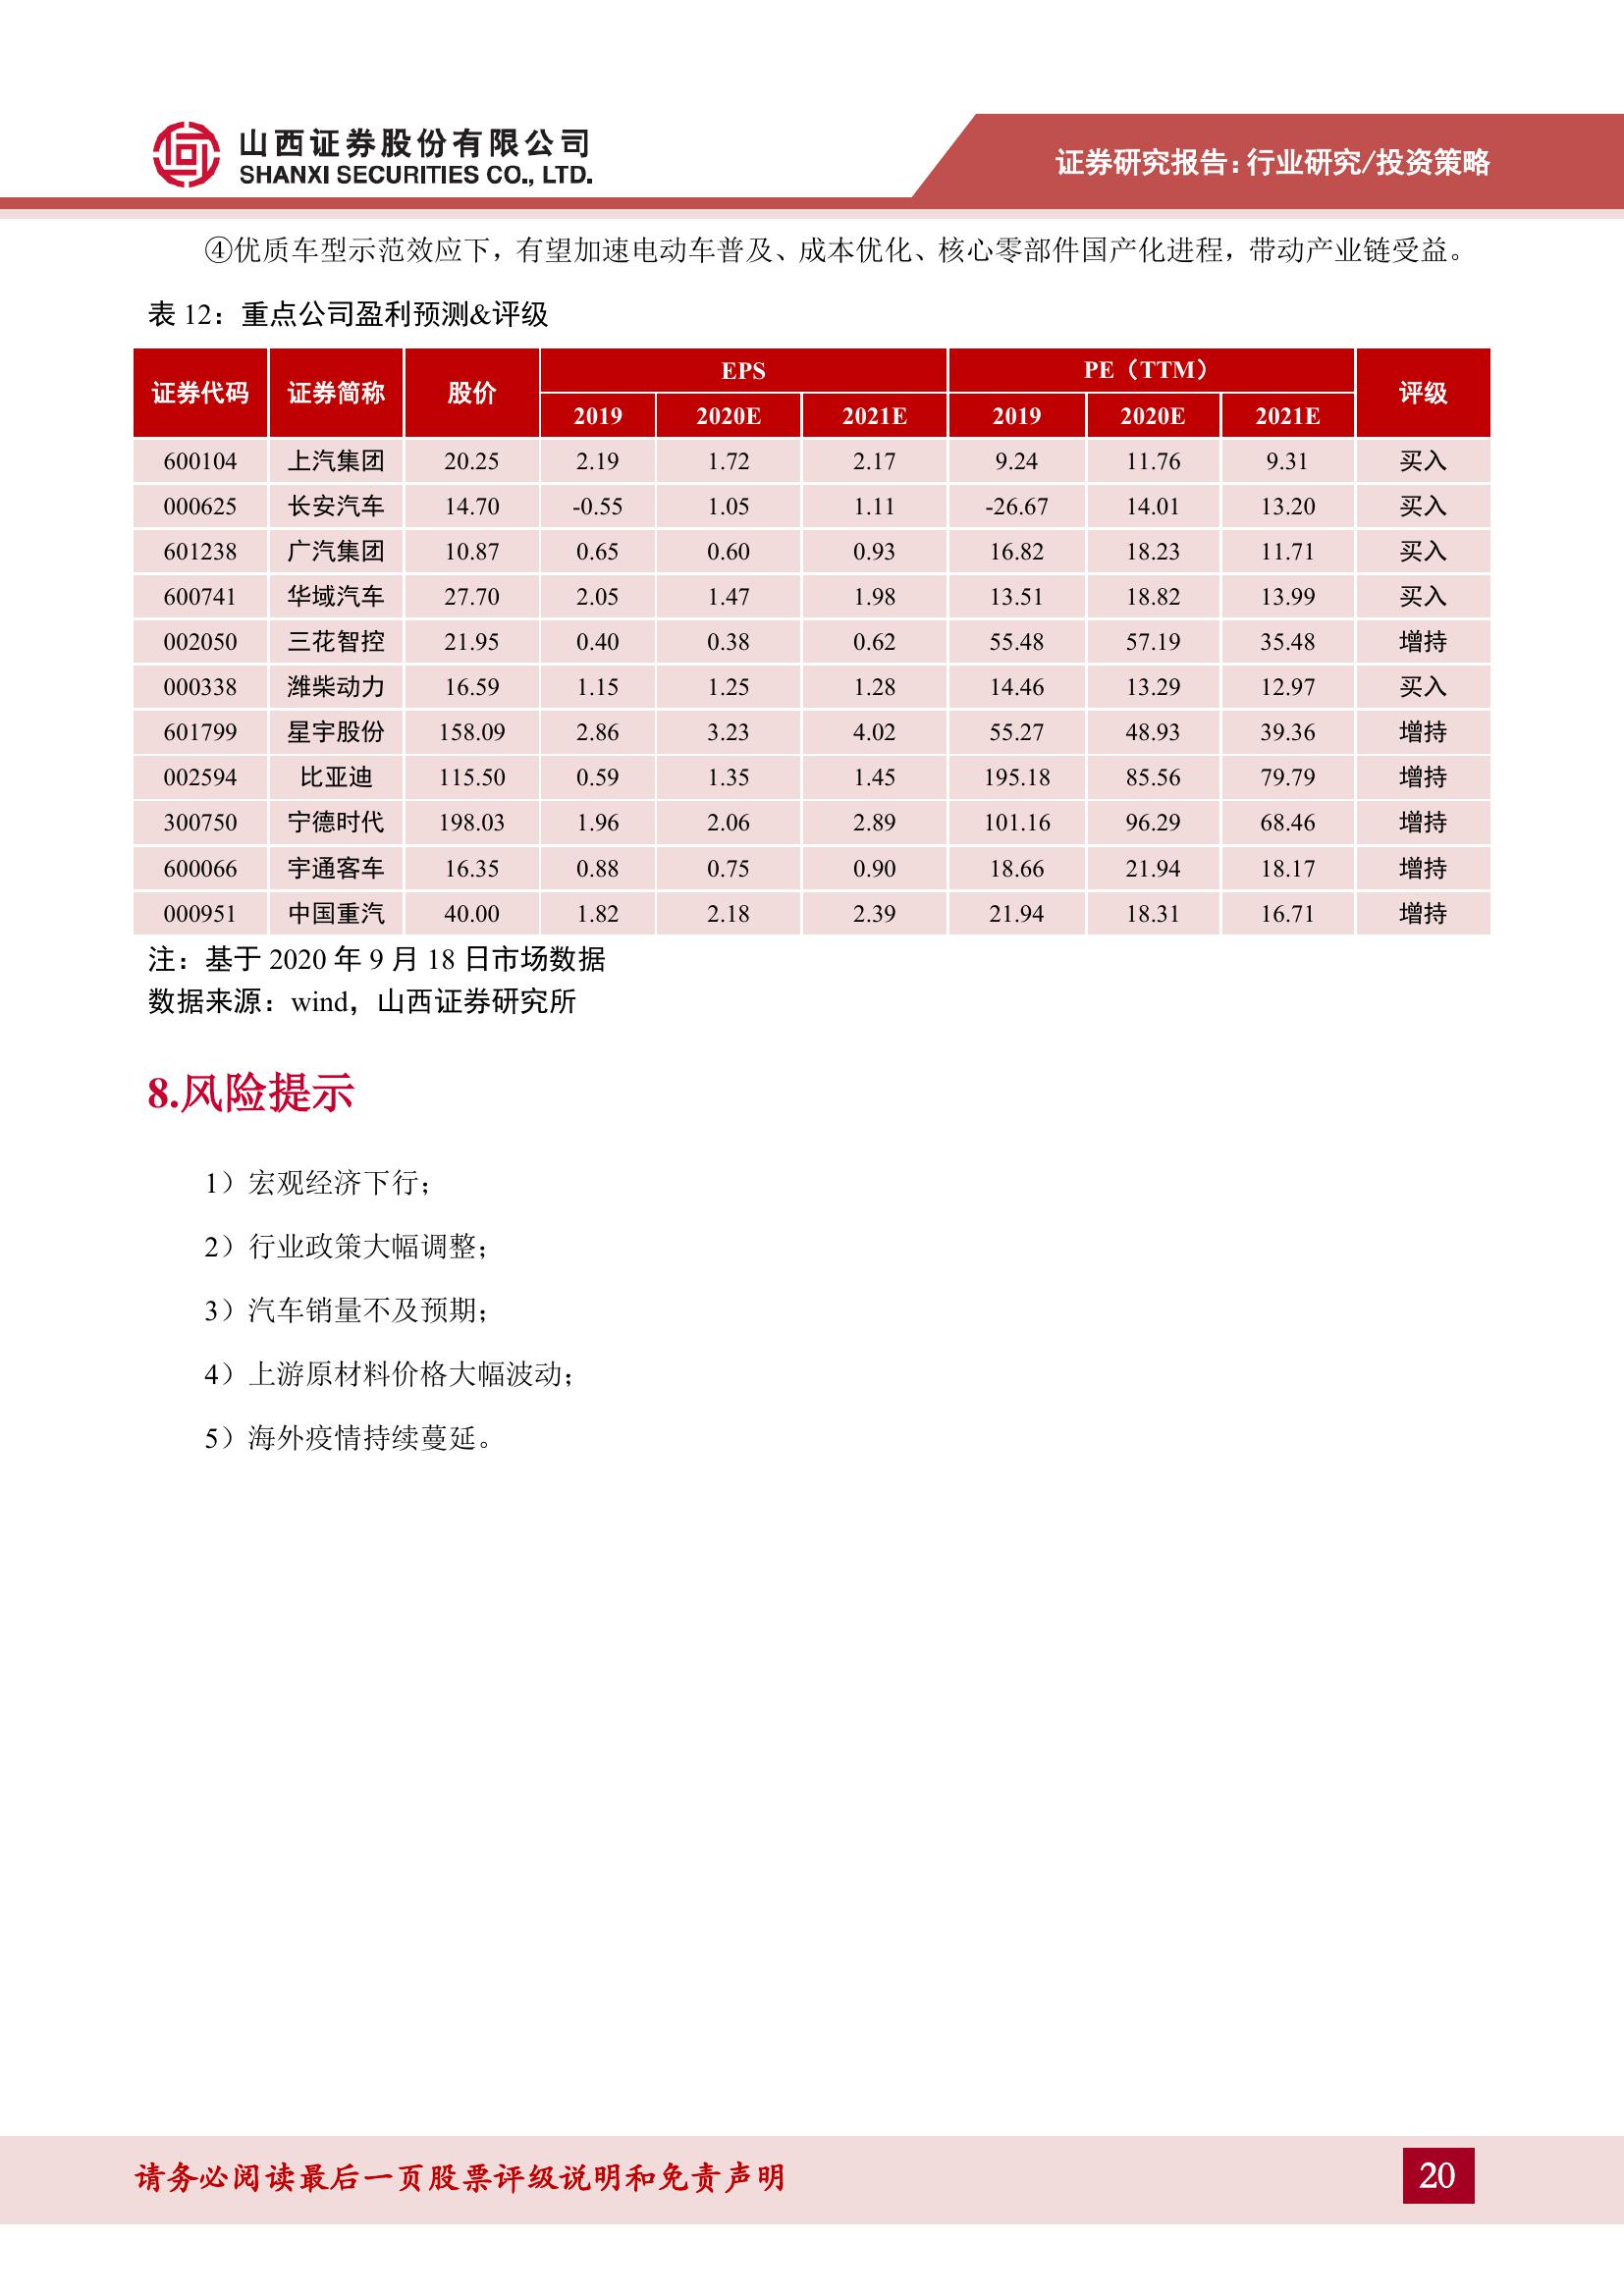 山西证券股份有限公司
SHANXI SECURITIES CO., LTD.
证券研究报告：行业研究/投资策略
④优质车型示范效应下，有望加速电动车普及、成本优化、核心零部件国产化进程，带动产业链受益。
表 12：重点公司盈利预测&评级
证券代码 证券简称 股价 EPS PE（TTM） 评级
2019 2020E 2021E 2019 2020E 2021E
600104 上汽集团 20.25 2.19 1.72 2.17 9.24 11.76 9.31 买入
000625 长安汽车 14.70 -0.55 1.05 1.11 -26.67 14.01 13.20 买入
601238 广汽集团 10.87 0.65 0.60 0.93 16.82 18.23 11.71 买入
600741 华域汽车 27.70 2.05 1.47 1.98 13.51 18.82 13.99 买入
002050 三花智控 21.95 0.40 0.38 0.62 55.48 57.19 35.48 增持
000338 潍柴动力 16.59 1.15 1.25 1.28 14.46 13.29 12.97 买入
601799 星宇股份 158.09 2.86 3.23 4.02 55.27 48.93 39.36 增持
002594 比亚迪 115.50 0.59 1.35 1.45 195.18 85.56 79.79 增持
300750 宁德时代 198.03 1.96 2.06 2.89 101.16 96.29 68.46 增持
600066 宇通客车 16.35 0.88 0.75 0.90 18.66 21.94 18.17 增持
000951 中国重汽 40.00 1.82 2.18 2.39 21.94 18.31 16.71 增持
注：基于 2020 年 9 月 18 日市场数据
数据来源：wind，山西证券研究所
8.风险提示
1）宏观经济下行；
2）行业政策大幅调整；
3）汽车销量不及预期；
4）上游原材料价格大幅波动；
5）海外疫情持续蔓延。
请务必阅读最后一页股票评级说明和免责声明
20